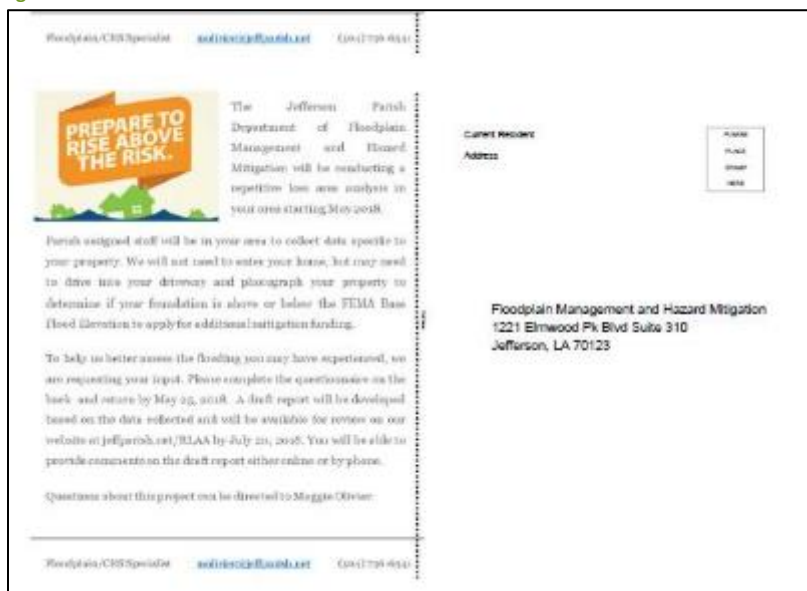 Floodplain/CRS Specialist
PREPARE TO
RISE ABOVE
THE RISK.
The Jefferson Parish
Department of Floodplain
Management and Hazard
Mitigation will be conducting a
repetitive loss area analysis in
your area starting May 2018.
Parish assigned staff will be in your area to collect data specific to
your property. We will not need to enter your home, but may need
to drive into your driveway and photograph your property to
determine if your foundation is above or below the FEMA Base
Flood Elevation to apply for additional mitigation funding.
To help us better assess the flooding you may have experienced, we
are requesting your input. Please complete the questionnaire on the
back and return by May 25, 2018. A draft report will be developed
based on the data collected and will be available for review on our
website at jeffparish.net/RLAA by July 20, 2018. You will be able to
provide comments on the draft report either online or by phone.
Questions about this project can be directed to Maggie Olivier:
Floodplain/CRS Specialist
Current Resident
Address
PLEASE
PLACE
STAMP
HERE
Floodplain Management and Hazard Mitigation
1221 Elmwood Pk Blvd Suite 310
Jefferson, LA 70123